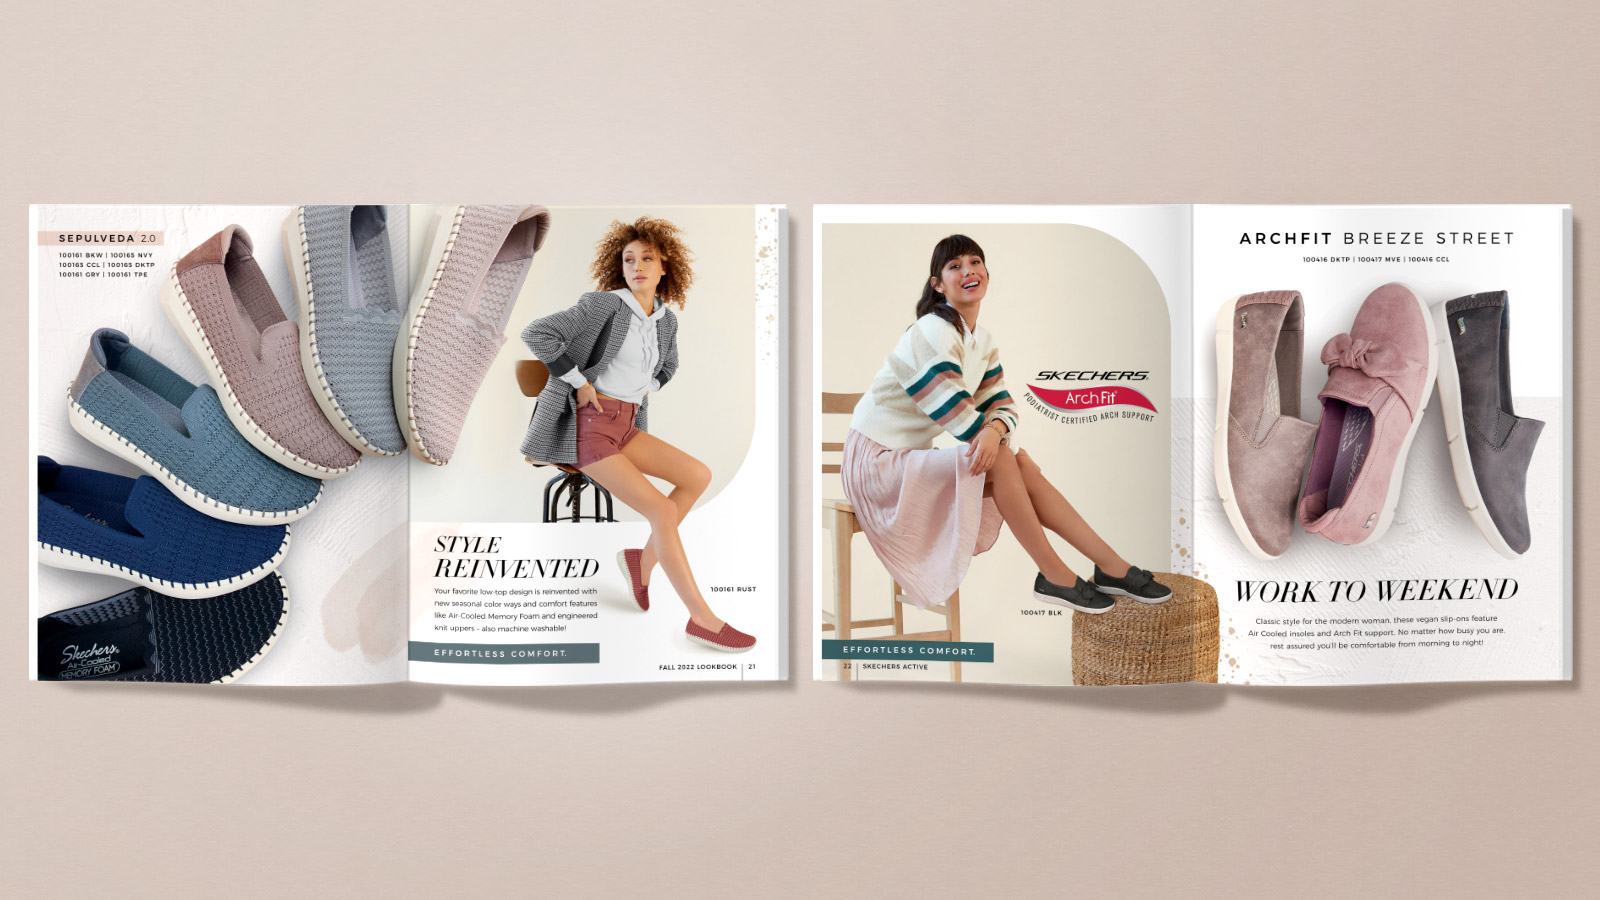 SEPULVEDA 2.0
100161 BKW | 100165 NVY
100165 CCL | 100165 DKTP
100161 GRY | 100161 TPE
Skechers
Skechers®
Air-Cooled
MEMORY FOAM
STYLE
REINVENTED
Your favorite low-top design is reinvented with
new seasonal color ways and comfort features
like Air-Cooled Memory Foam and engineered
knit uppers - also machine washable!
EFFORTLESS COMFORT.
100161 RUST
FALL 2022 LOOKBOOK | 21
SKECHERS
Arch Fit
PODIATRIST CERTIFIED ARCH SUPPORT
100417 BLK
EFFORTLESS COMFORT.
22 | SKECHERS ACTIVE
ARCHFIT BREEZE STREET
100416 DKTP | 100417 MVE | 100416 CCL
SKECHERS
WORK TO WEEKEND
Classic style for the modern woman, these vegan slip-ons feature
Air Cooled insoles and Arch Fit support. No matter how busy you are,
rest assured you'll be comfortable from morning to night!